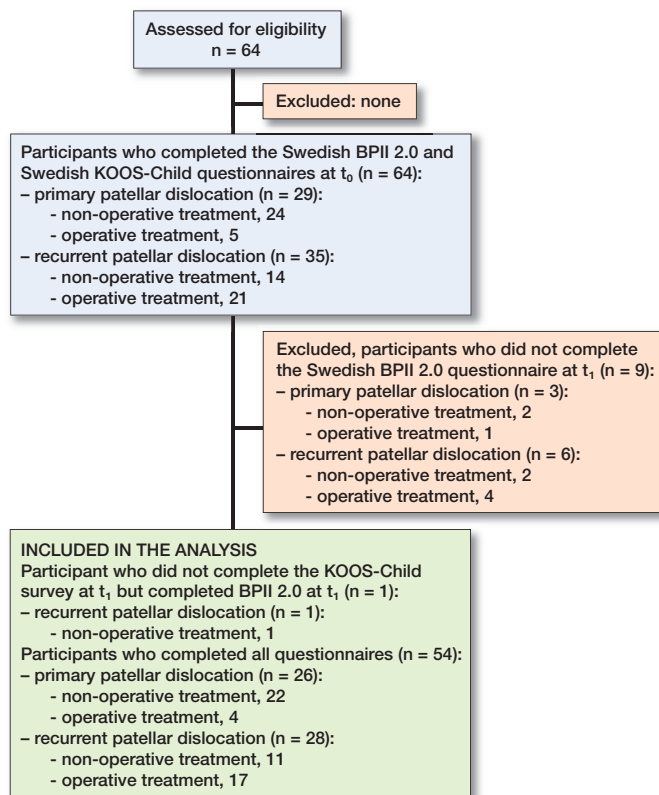 Assessed for eligibility
n = 64
Excluded: none
Participants who completed the Swedish BPII 2.0 and
Swedish KOOS-Child questionnaires at t₀ (n = 64):
– primary patellar dislocation (n = 29):
- non-operative treatment, 24
- operative treatment, 5
– recurrent patellar dislocation (n = 35):
- non-operative treatment, 14
- operative treatment, 21
Excluded, participants who did not complete
the Swedish BPII 2.0 questionnaire at t₁ (n = 9):
– primary patellar dislocation (n = 3):
- non-operative treatment, 2
- operative treatment, 1
– recurrent patellar dislocation (n = 6):
- non-operative treatment, 2
- operative treatment, 4
INCLUDED IN THE ANALYSIS
Participant who did not complete the KOOS-Child
survey at t₁ but completed BPII 2.0 at t₁ (n = 1):
– recurrent patellar dislocation (n = 1):
- non-operative treatment, 1
Participants who completed all questionnaires (n = 54):
– primary patellar dislocation (n = 26):
- non-operative treatment, 22
- operative treatment, 4
– recurrent patellar dislocation (n = 28):
- non-operative treatment, 11
- operative treatment, 17